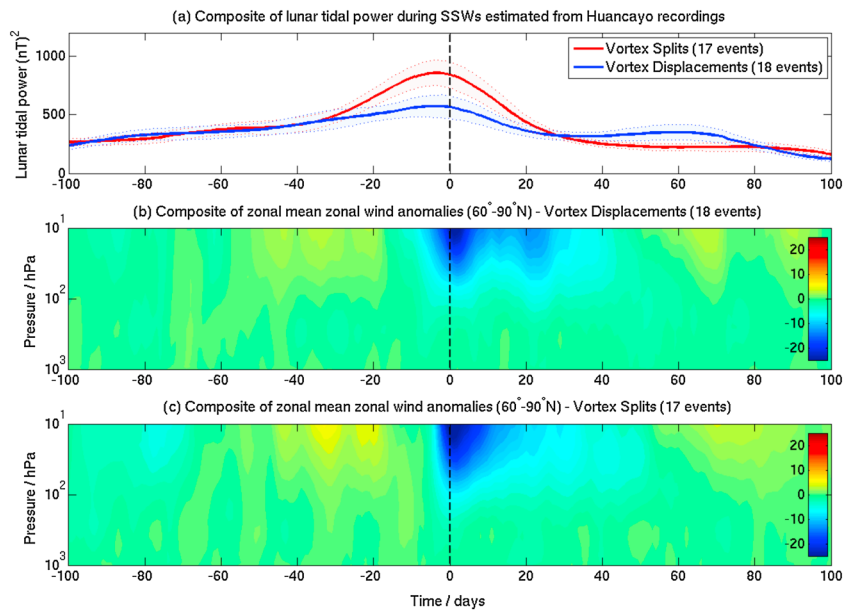 (a) Composite of lunar tidal power during SSWs estimated from Huancayo recordings
Lunar tidal power (nT)²
1000
500
0
Vortex Splits (17 events)
Vortex Displacements (18 events)
-100 -80 -60 -40 -20 0 20 40 60 80 100
(b) Composite of zonal mean zonal wind anomalies (60°-90°N) - Vortex Displacements (18 events)
Pressure / hPa
10¹
10²
10³
20
10
0
-10
-20
-100 -80 -60 -40 -20 0 20 40 60 80 100
(c) Composite of zonal mean zonal wind anomalies (60°-90°N) - Vortex Splits (17 events)
Pressure / hPa
10¹
10²
10³
20
10
0
-10
-20
-100 -80 -60 -40 -20 0 20 40 60 80 100
Time / days